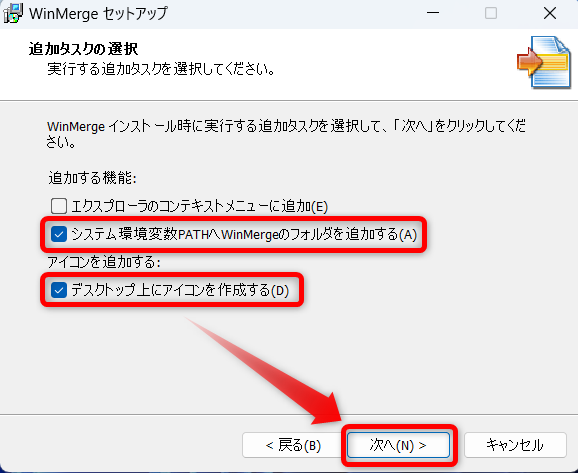 WinMerge セットアップ
追加タスクの選択
実行する追加タスクを選択してください。
WinMerge インストール時に実行する追加タスクを選択して、「次へ」をクリックしてくだ
さい。
追加する機能:
エクスプローラのコンテキストメニューに追加(E)
システム環境変数PATHへWinMergeのフォルダを追加する(A)
アイコンを追加する:
デスクトップ上にアイコンを作成する(D)
< 戻る(B)
次へ(N) >
キャンセル